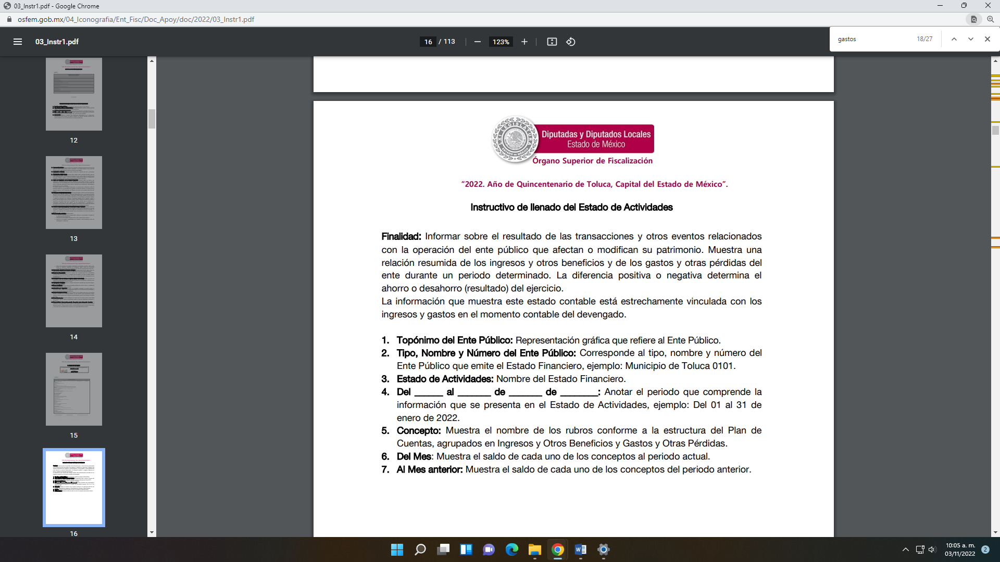 03_Instr1.pdf - Google Chrome
osfem.gob.mx/04_Iconografia/Ent_Fisc/Doc_Apoy/doc/2022/03_Instr1.pdf
03_Instr1.pdf
16 / 113
123%
gastos
18/27
12
13
14
15
16
LXI LEGISLATURA
ESTADO DE MÉXICO
Diputadas y Diputados Locales
Estado de México
Órgano Superior de Fiscalización
“2022. Año de Quincentenario de Toluca, Capital del Estado de México”.
Instructivo de llenado del Estado de Actividades
Finalidad: Informar sobre el resultado de las transacciones y otros eventos relacionados
con la operación del ente público que afectan o modifican su patrimonio. Muestra una
relación resumida de los ingresos y otros beneficios y de los gastos y otras pérdidas del
ente durante un periodo determinado. La diferencia positiva o negativa determina el
ahorro o desahorro (resultado) del ejercicio.
La información que muestra este estado contable está estrechamente vinculada con los
ingresos y gastos en el momento contable del devengado.
1. Topónimo del Ente Público: Representación gráfica que refiere al Ente Público.
2. Tipo, Nombre y Número del Ente Público: Corresponde al tipo, nombre y número del
Ente Público que emite el Estado Financiero, ejemplo: Municipio de Toluca 0101.
3. Estado de Actividades: Nombre del Estado Financiero.
4. Del ______ al _______ de _______ de ________: Anotar el periodo que comprende la
información que se presenta en el Estado de Actividades, ejemplo: Del 01 al 31 de
enero de 2022.
5. Concepto: Muestra el nombre de los rubros conforme a la estructura del Plan de
Cuentas, agrupados en Ingresos y Otros Beneficios y Gastos y Otras Pérdidas.
6. Del Mes: Muestra el saldo de cada uno de los conceptos al periodo actual.
7. Al Mes anterior: Muestra el saldo de cada uno de los conceptos del periodo anterior.
10:05 a. m.
03/11/2022
2